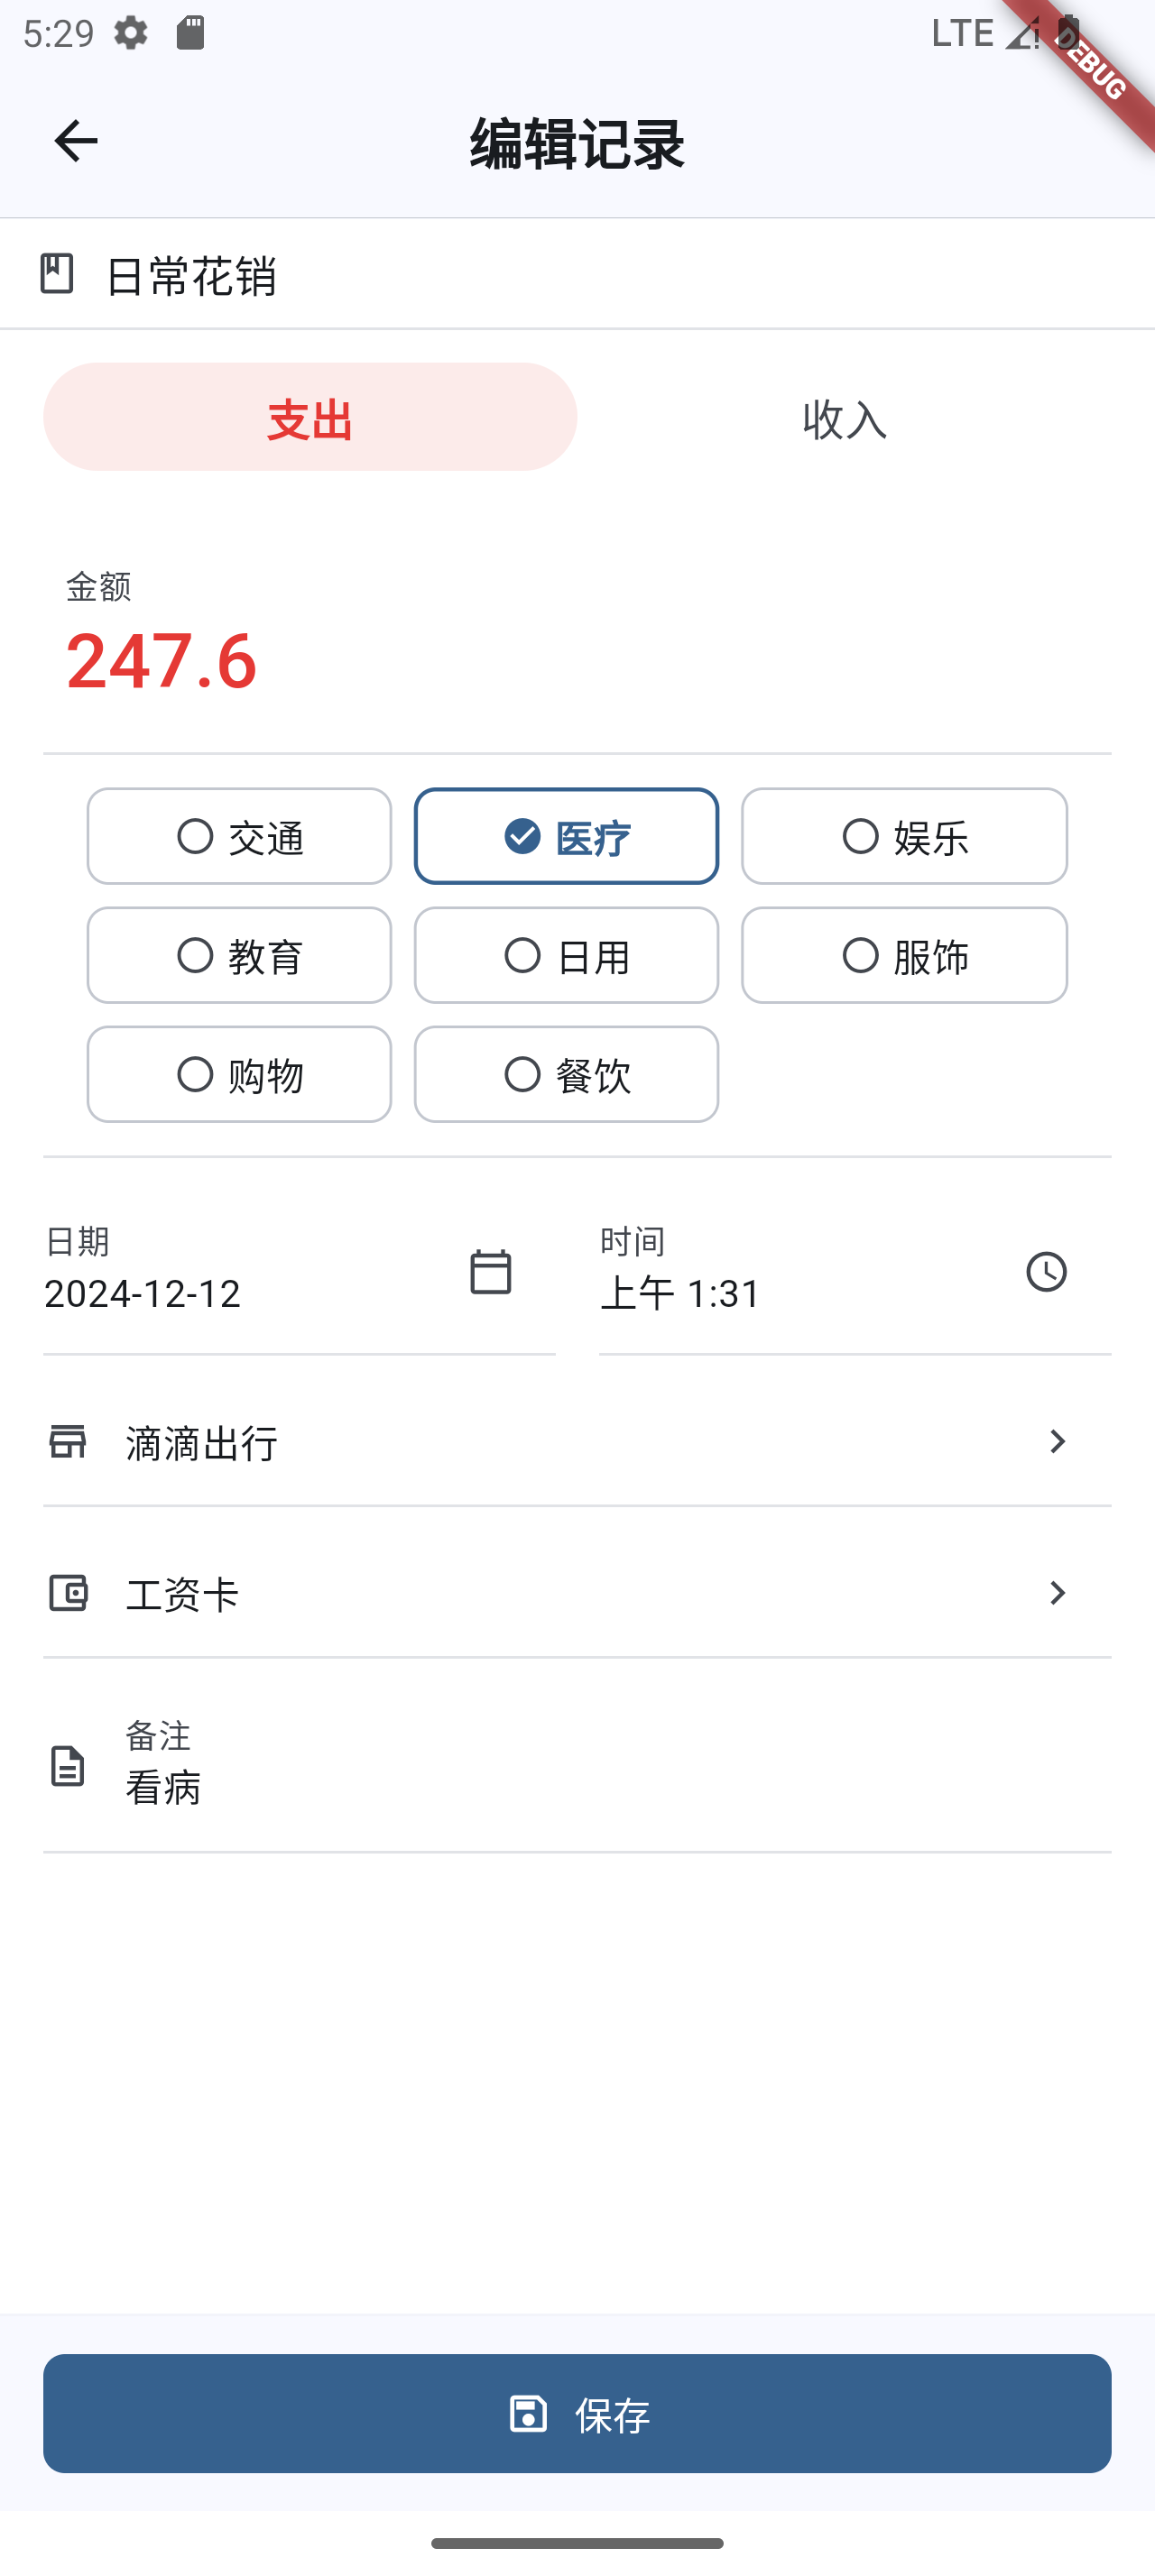 5:29
LTE
DEBUG
编辑记录
日常花销
支出
收入
金额
247.6
交通
医疗
娱乐
教育
日用
服饰
购物
餐饮
日期
时间
2024-12-12
上午 1:31
滴滴出行
工资卡
备注
看病
保存